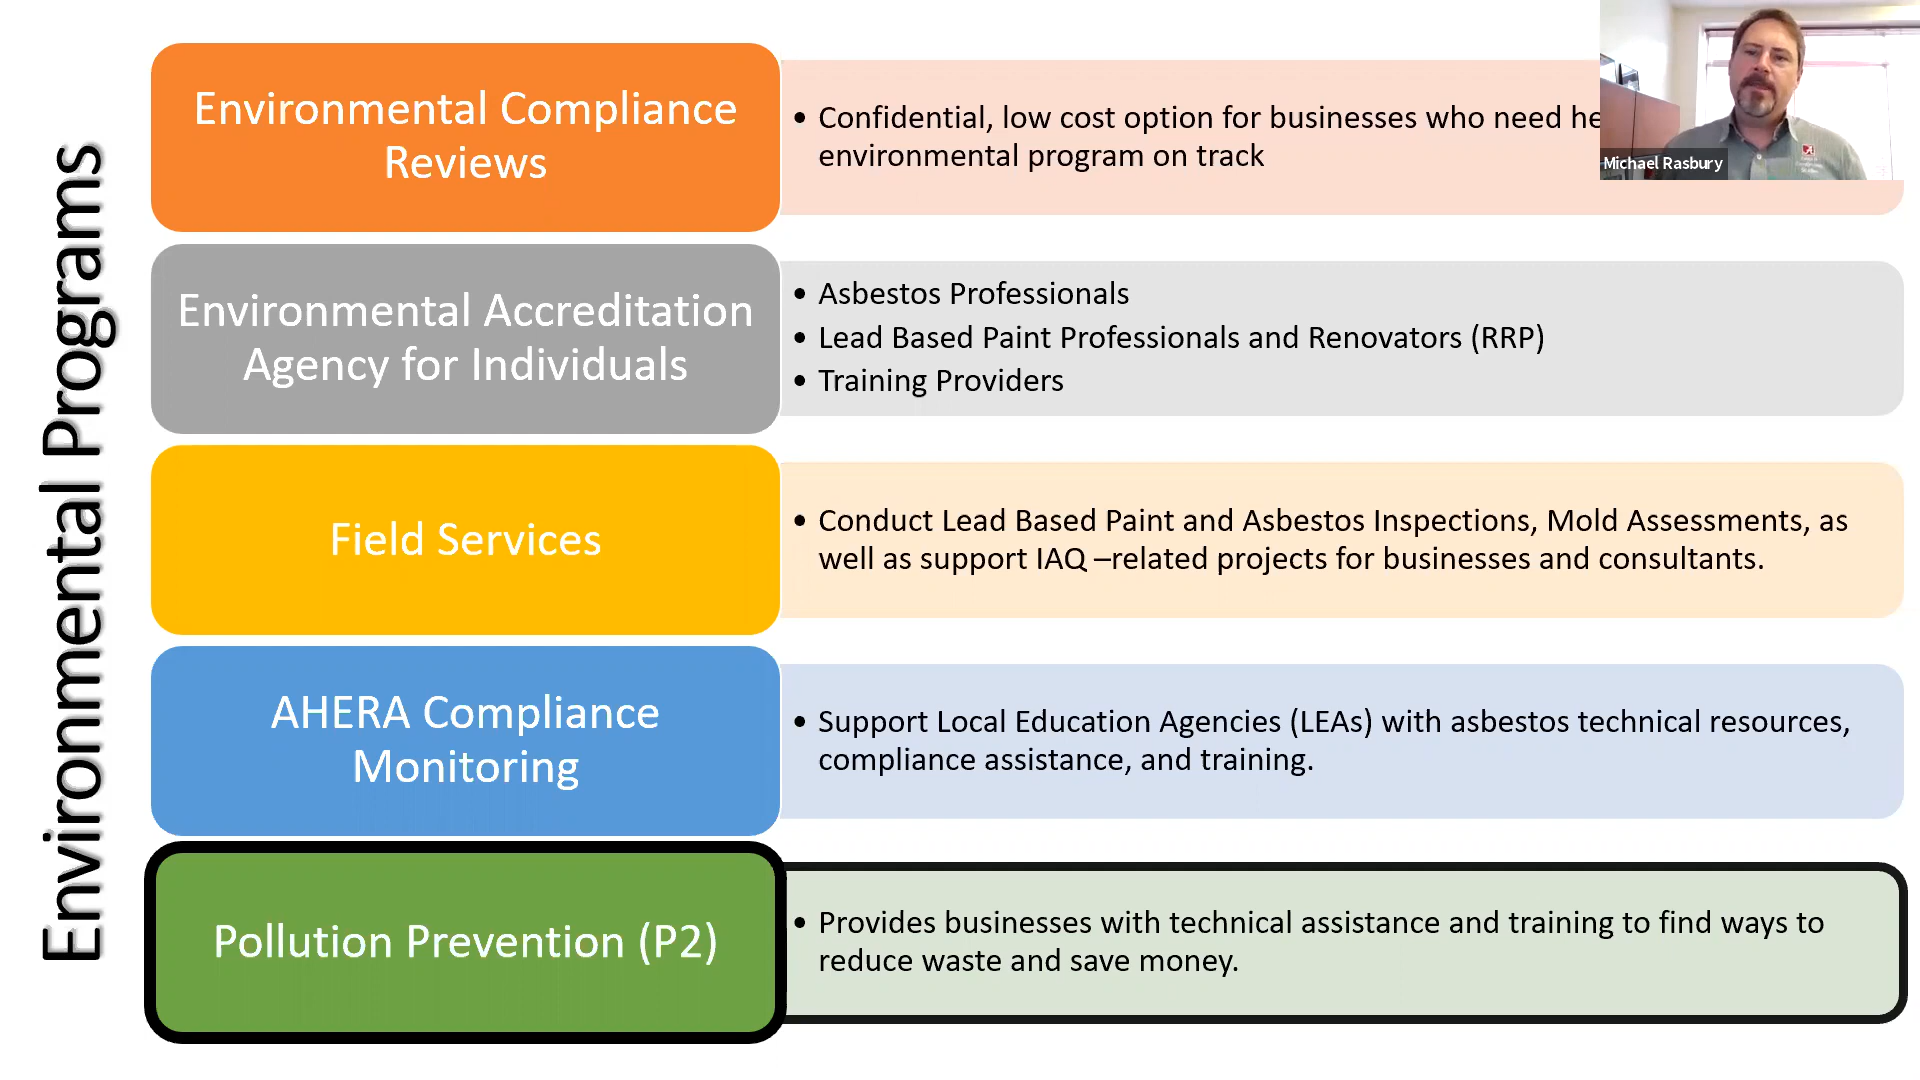 Environmental Programs
Environmental Compliance
Reviews
• Confidential, low cost option for businesses who need
environmental program on track
Michael Rasbury
Environmental Accreditation
Agency for Individuals
• Asbestos Professionals
• Lead Based Paint Professionals and Renovators (RRP)
• Training Providers
Field Services
• Conduct Lead Based Paint and Asbestos Inspections, Mold Assessments, as
well as support IAQ –related projects for businesses and consultants.
AHERA Compliance
Monitoring
• Support Local Education Agencies (LEAs) with asbestos technical resources,
compliance assistance, and training.
Pollution Prevention (P2)
• Provides businesses with technical assistance and training to find ways to
reduce waste and save money.